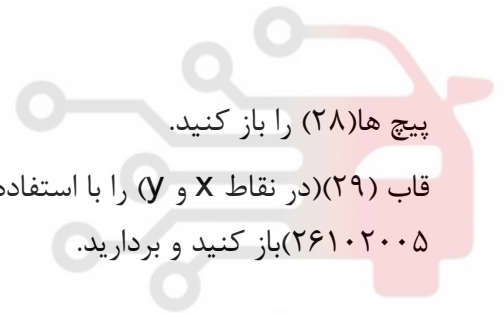 پیچ ها(۲۸) را باز کنید.
قاب (۲۹)(در نقاط x و y) را با استفاده
۲۶۱۰۲۰۰۵)باز کنید و بردارید.